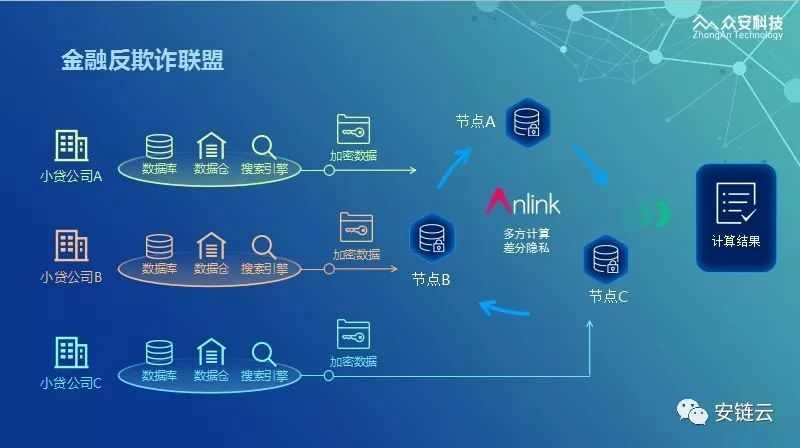 众安科技
ZhongAn Technology
金融反欺诈联盟
小贷公司A
数据库
数据仓
搜索引擎
加密数据
节点A
小贷公司B
数据库
数据仓
搜索引擎
加密数据
节点B
Anlink
多方计算
差分隐私
节点C
计算结果
小贷公司C
数据库
数据仓
搜索引擎
加密数据
安链云